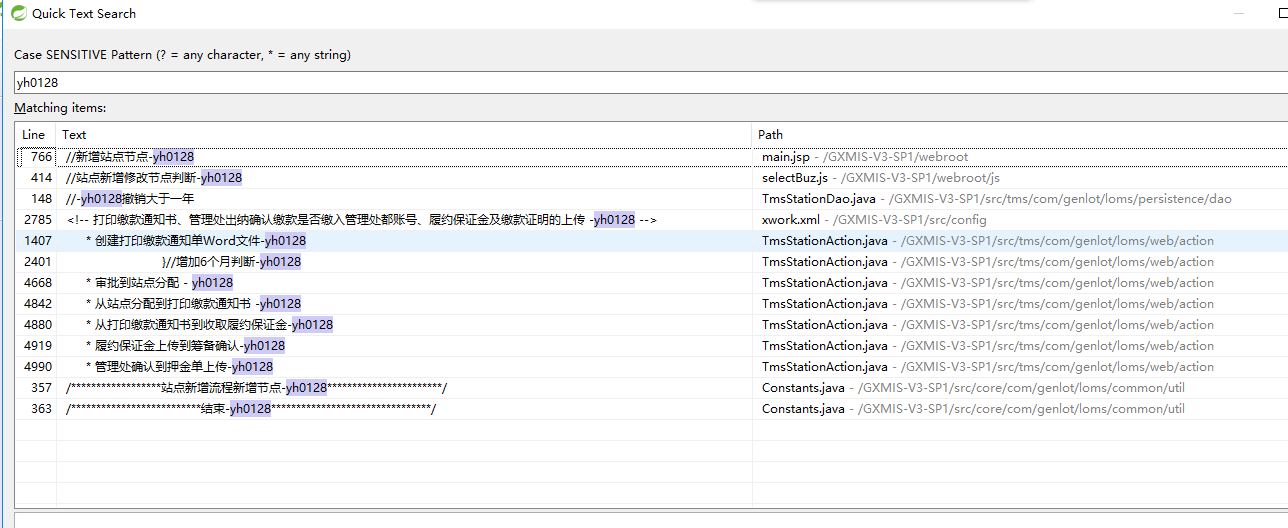 Quick Text Search
Case SENSITIVE Pattern (? = any character, * = any string)
yh0128
Matching items:
Line Text Path
766 //新增站点节点-yh0128 main.jsp - /GXMIS-V3-SP1/webroot
414 //站点新增修改节点判断-yh0128 selectBuz.js - /GXMIS-V3-SP1/webroot/js
148 //-yh0128撤销大于一年 TmsStationDao.java - /GXMIS-V3-SP1/src/tms/com/genlot/loms/persistence/dao
2785 <!-- 打印缴款通知书、管理处出纳确认缴款是否缴入管理处都账号、履约保证金及缴款证明的上传 -yh0128 --> xwork.xml - /GXMIS-V3-SP1/src/config
1407 * 创建打印缴款通知单Word文件-yh0128 TmsStationAction.java - /GXMIS-V3-SP1/src/tms/com/genlot/loms/web/action
2401 }//增加6个月判断-yh0128 TmsStationAction.java - /GXMIS-V3-SP1/src/tms/com/genlot/loms/web/action
4668 * 审批到站点分配 - yh0128 TmsStationAction.java - /GXMIS-V3-SP1/src/tms/com/genlot/loms/web/action
4842 * 从站点分配到打印缴款通知书 -yh0128 TmsStationAction.java - /GXMIS-V3-SP1/src/tms/com/genlot/loms/web/action
4880 * 从打印缴款通知书到收取履约保证金-yh0128 TmsStationAction.java - /GXMIS-V3-SP1/src/tms/com/genlot/loms/web/action
4919 * 履约保证金上传到筹备确认-yh0128 TmsStationAction.java - /GXMIS-V3-SP1/src/tms/com/genlot/loms/web/action
4990 * 管理处确认到押金单上传-yh0128 TmsStationAction.java - /GXMIS-V3-SP1/src/tms/com/genlot/loms/web/action
357 /******************站点新增流程新增节点-yh0128***********************/ Constants.java - /GXMIS-V3-SP1/src/core/com/genlot/loms/common/util
363 /**************************结束-yh0128********************************/ Constants.java - /GXMIS-V3-SP1/src/core/com/genlot/loms/common/util